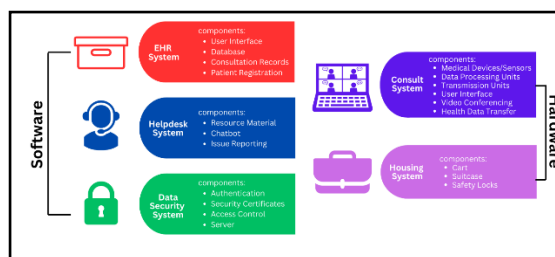 Software
EHR
System
components:
User Interface
Database
Consultation Records
Patient Registration
Helpdesk
System
components:
Resource Material
Chatbot
Issue Reporting
Data
Security
System
components:
Authentication
Security Certificates
Access Control
Server
Consult
System
components:
Medical Devices/Sensors
Data Processing Units
Transmission Units
User Interface
Video Conferencing
Health Data Transfer
Housing
System
components:
Cart
Suitcase
Safety Locks
Hardware